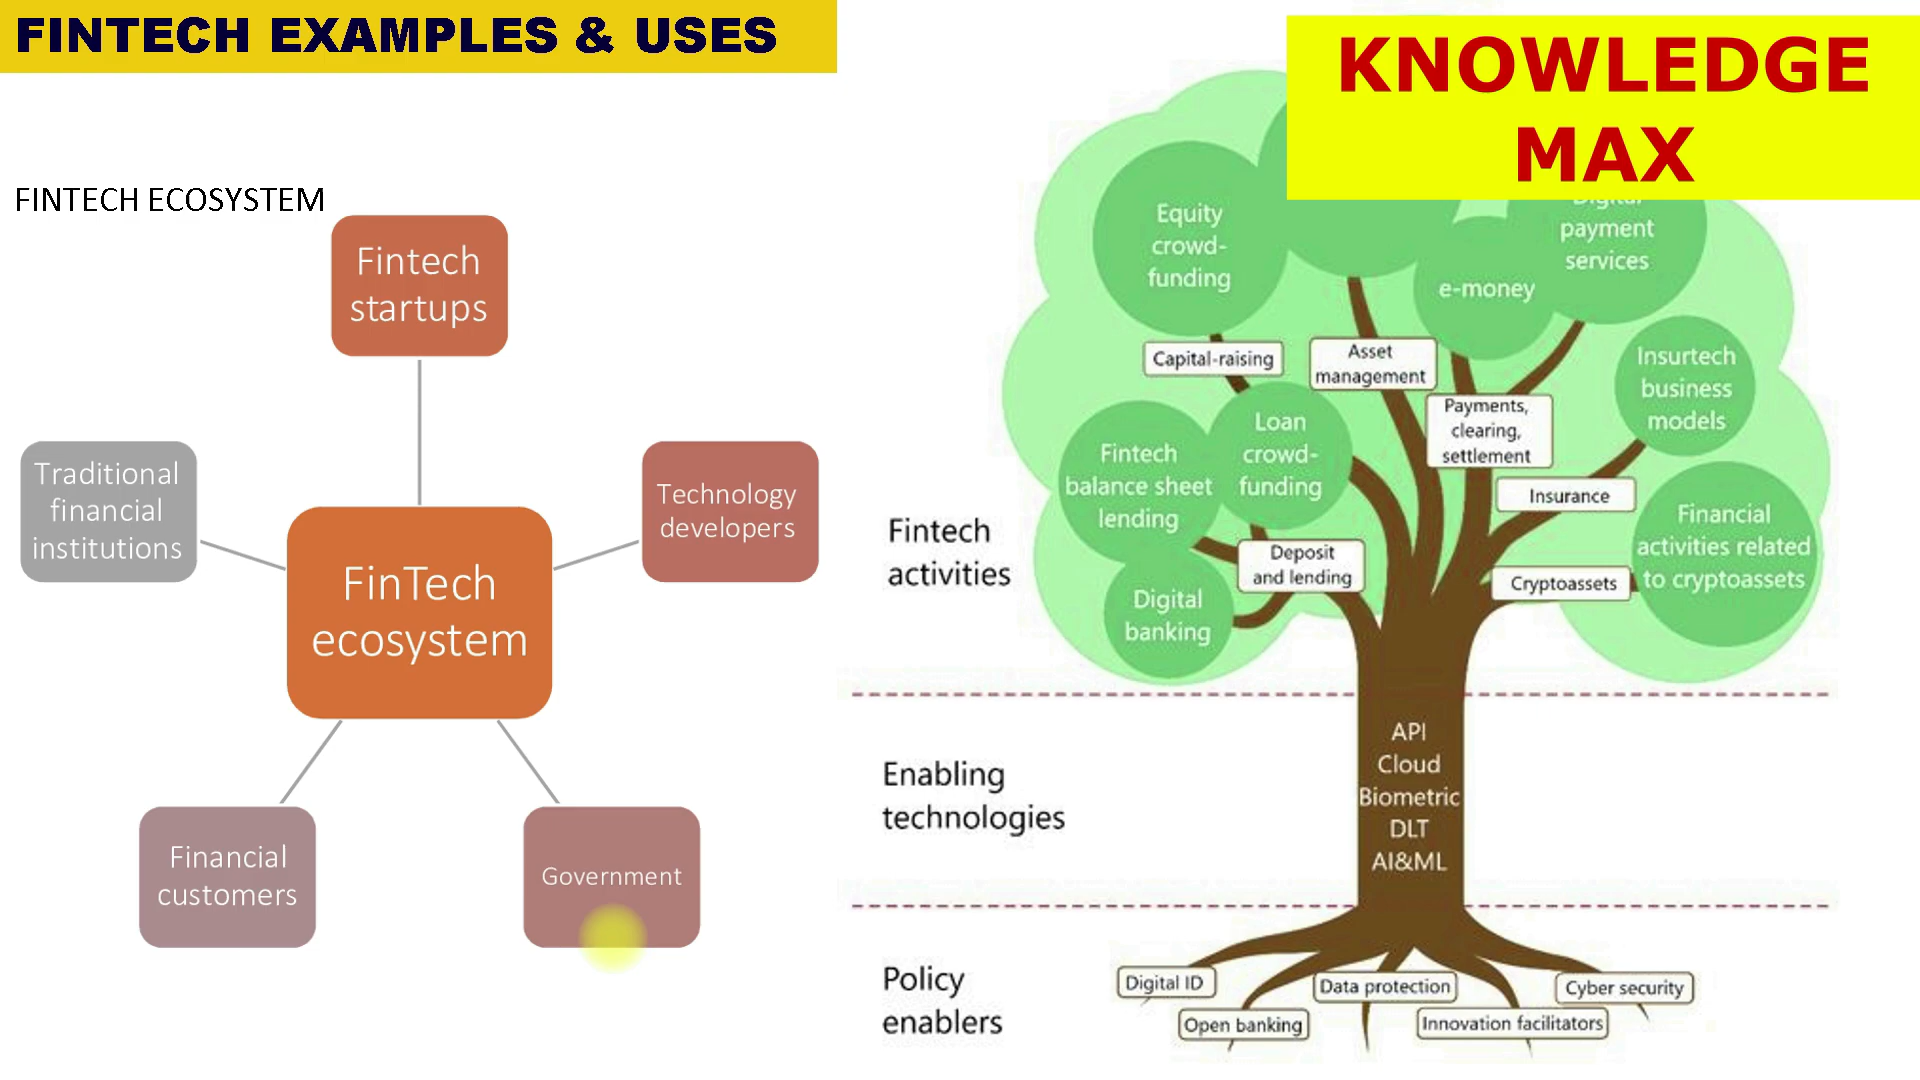 FINTECH EXAMPLES & USES
KNOWLEDGE
MAX
FINTECH ECOSYSTEM
Fintech
startups
Traditional
financial
institutions
Technology
developers
FinTech
ecosystem
Financial
customers
Government
Equity
crowd-
funding
Digital
payment
services
e-money
Capital-raising
Asset
management
Insurtech
business
models
Payments,
clearing,
settlement
Loan
crowd-
funding
Fintech
balance sheet
lending
Insurance
Financial
activities related
to cryptoassets
Fintech
activities
Deposit
and lending
Cryptoassets
Digital
banking
API
Cloud
Biometric
DLT
AI&ML
Enabling
technologies
Policy
enablers
Digital ID
Data protection
Cyber security
Open banking
Innovation facilitators